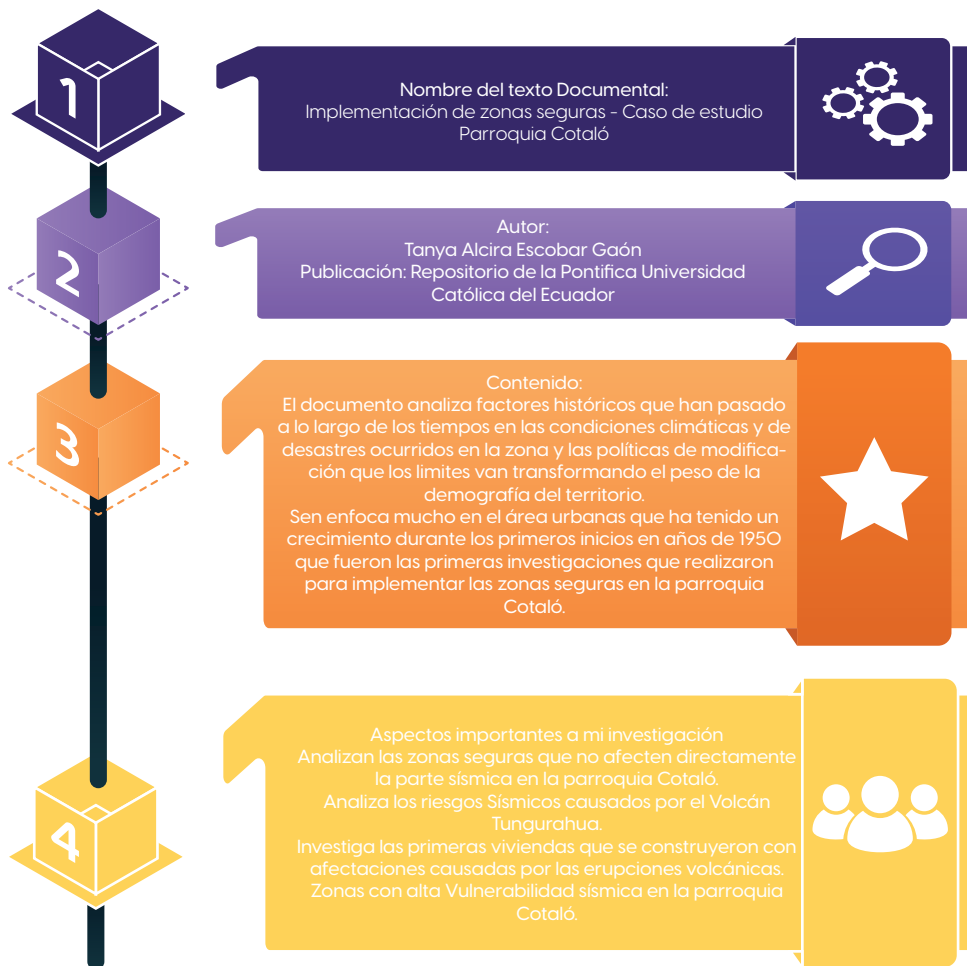 1
Nombre del texto Documental:
Implementación de zonas seguras - Caso de estudio
Parroquia Cotaló
2
Autor:
Tanya Alcira Escobar Gaón
Publicación: Repositorio de la Pontifica Universidad
Católica del Ecuador
3
Contenido:
El documento analiza factores históricos que han pasado
a lo largo de los tiempos en las condiciones climáticas y de
desastres ocurridos en la zona y las políticas de modifica-
ción que los limites van transformando el peso de la
demografía del territorio.
Sen enfoca mucho en el área urbanas que ha tenido un
crecimiento durante los primeros inicios en años de 1950
que fueron las primeras investigaciones que realizaron
para implementar las zonas seguras en la parroquia
Cotaló.
4
Aspectos importantes a mi investigación
Analizan las zonas seguras que no afecten directamente
la parte sísmica en la parroquia Cotaló.
Analiza los riesgos Sísmicos causados por el Volcán
Tungurahua.
Investiga las primeras viviendas que se construyeron con
afectaciones causadas por las erupciones volcánicas.
Zonas con alta Vulnerabilidad sísmica en la parroquia
Cotaló.